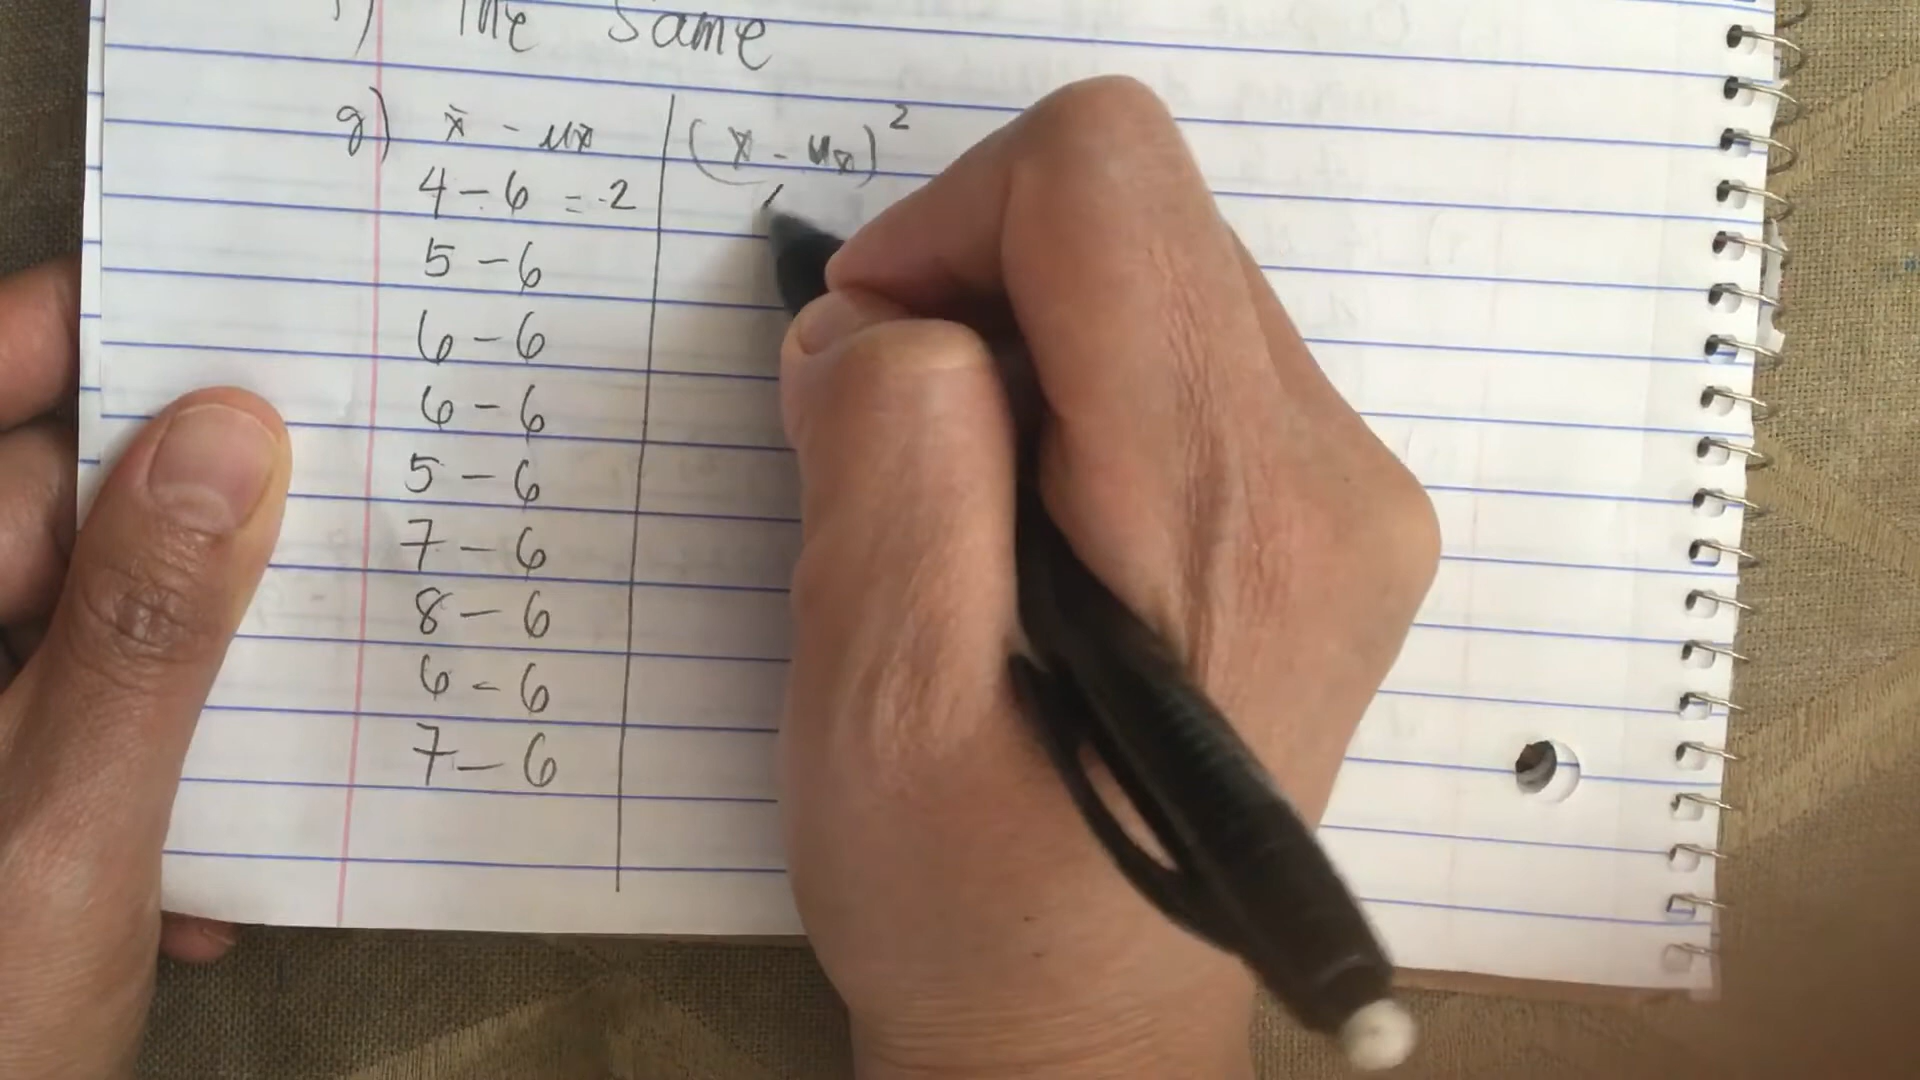 f) The Same
g) x̄ - μx̄ | (x̄ - μx̄)²
4 - 6 = -2
5 - 6
6 - 6
6 - 6
5 - 6
7 - 6
8 - 6
6 - 6
7 - 6